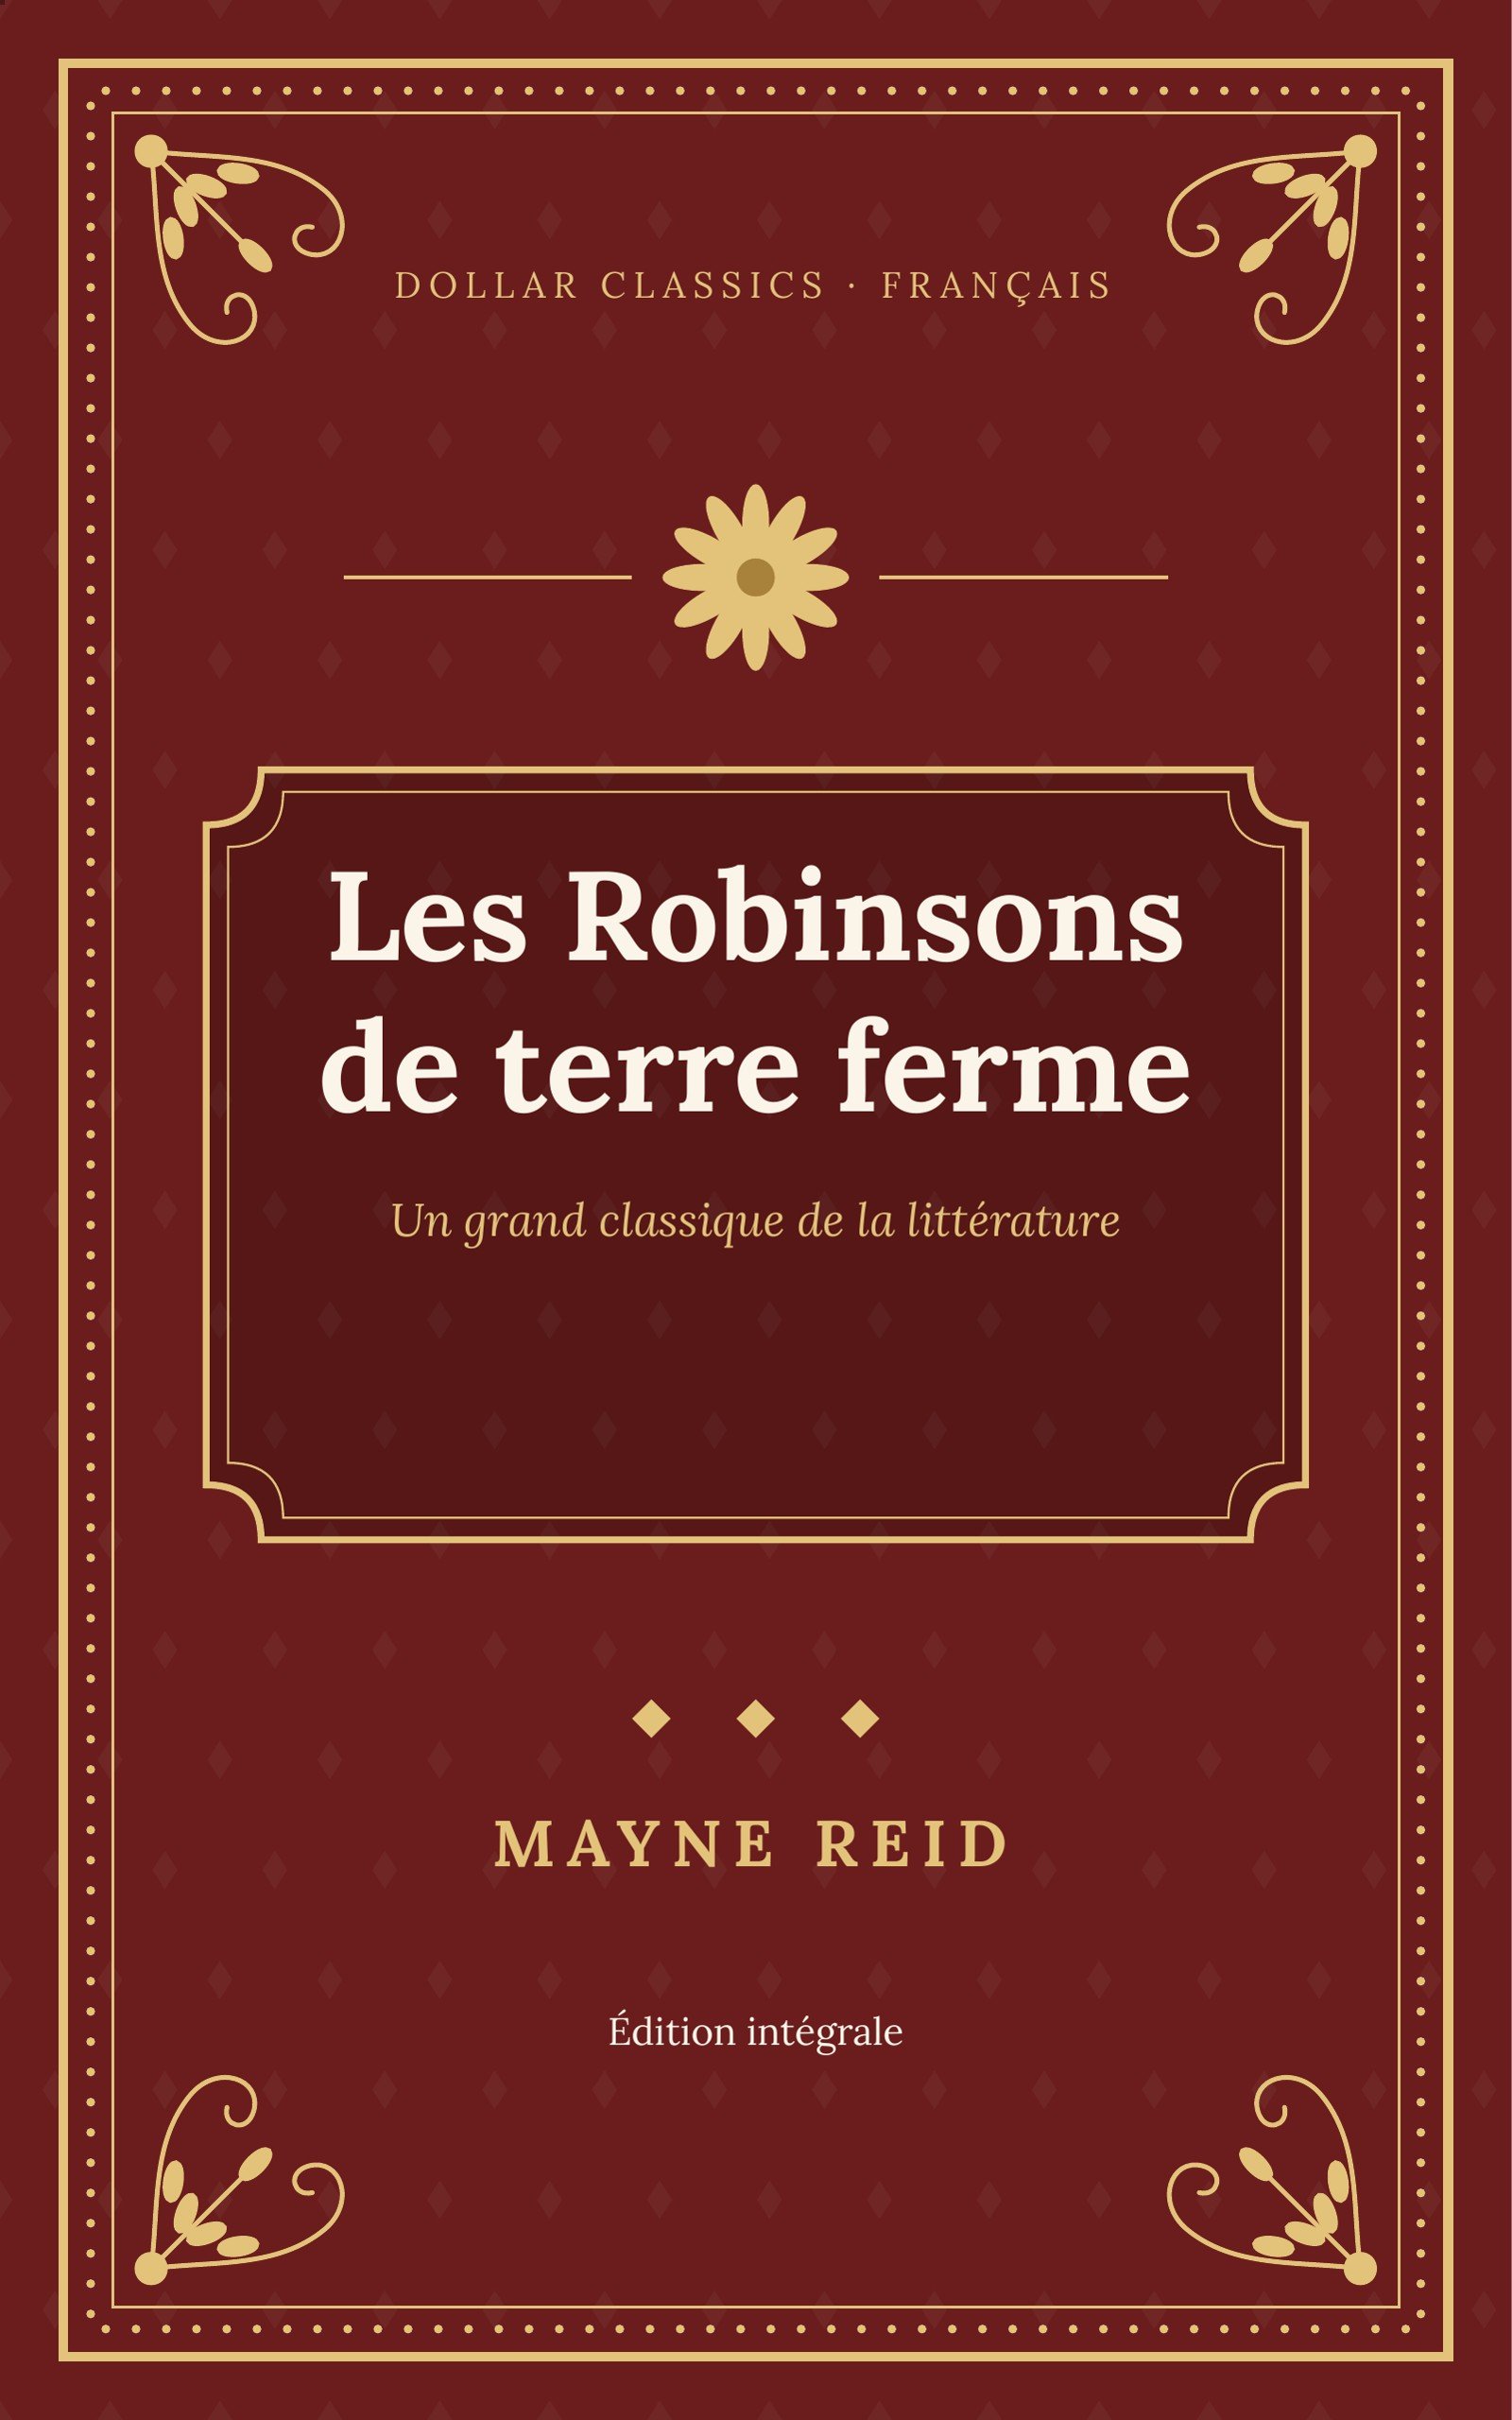 DOLLAR CLASSICS · FRANÇAIS
Les Robinsons
de terre ferme
Un grand classique de la littérature
MAYNE REID
Édition intégrale